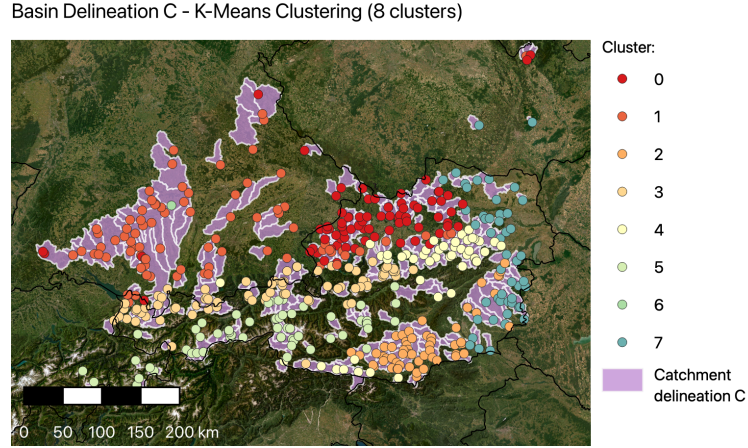 Basin Delineation C - K-Means Clustering (8 clusters)
Cluster:
0
1
2
3
4
5
6
7
Catchment
delineation C
0 50 100 150 200 km